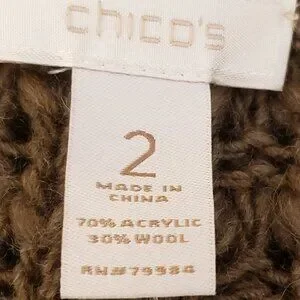 chico's
2
MADE IN
CHINA
70% ACRYLIC
30% WOOL
RN#79984